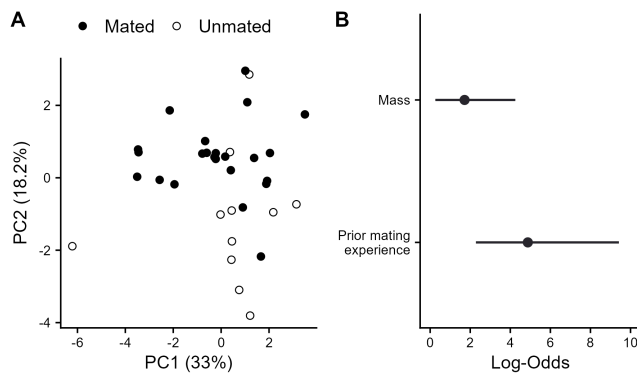 A
Mated
Unmated
B
2
0
-2
-4
PC2 (18.2%)
-6
-4
-2
0
2
PC1 (33%)
Mass
Prior mating
experience
0
2
4
6
8
10
Log-Odds